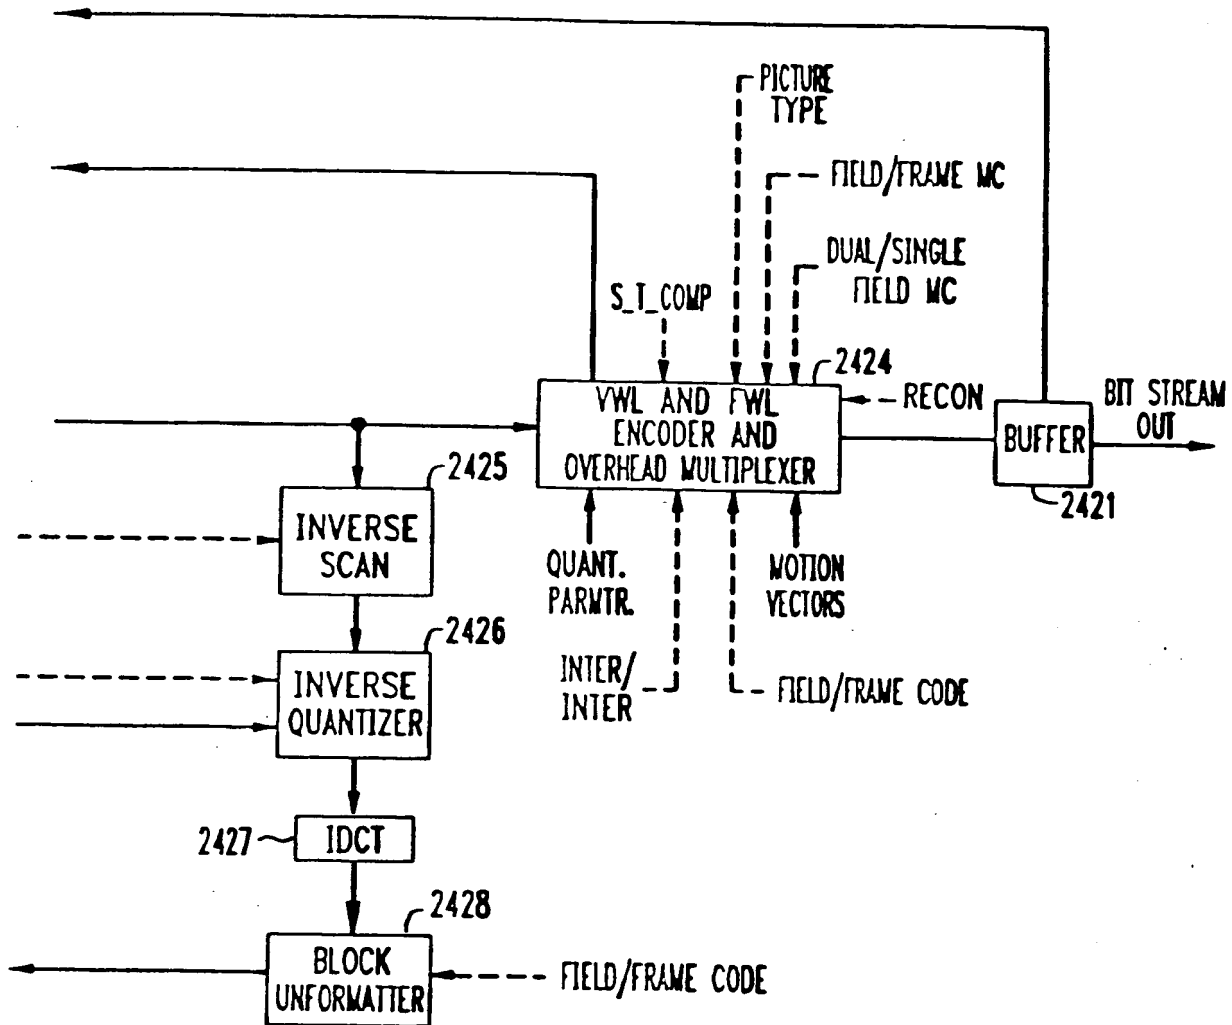 PICTURE
TYPE
FIELD/FRAME MC
DUAL/SINGLE
FIELD MC
S_T_COMP
2424
VWL AND FWL
ENCODER AND
OVERHEAD MULTIPLEXER
RECON
BUFFER
2421
BIT STREAM
OUT
2425
INVERSE
SCAN
QUANT.
PARMTR.
MOTION
VECTORS
2426
INVERSE
QUANTIZER
INTER/
INTER
FIELD/FRAME CODE
2427
IDCT
2428
BLOCK
UNFORMATTER
FIELD/FRAME CODE